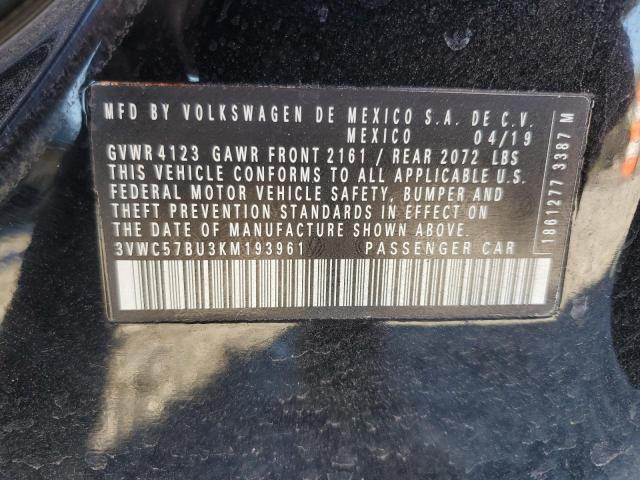 MFD BY VOLKSWAGEN DE MEXICO S.A. DE C.V.
MEXICO 04/19
GVWR 4123 GAWR FRONT 2161 / REAR 2072 LBS
THIS VEHICLE CONFORMS TO ALL APPLICABLE U.S.
FEDERAL MOTOR VEHICLE SAFETY, BUMPER AND
THEFT PREVENTION STANDARDS IN EFFECT ON
THE DATE OF MANUFACTURE SHOWN ABOVE.
3VWC57BU3KM193961 PASSENGER CAR
1861277 3387 M